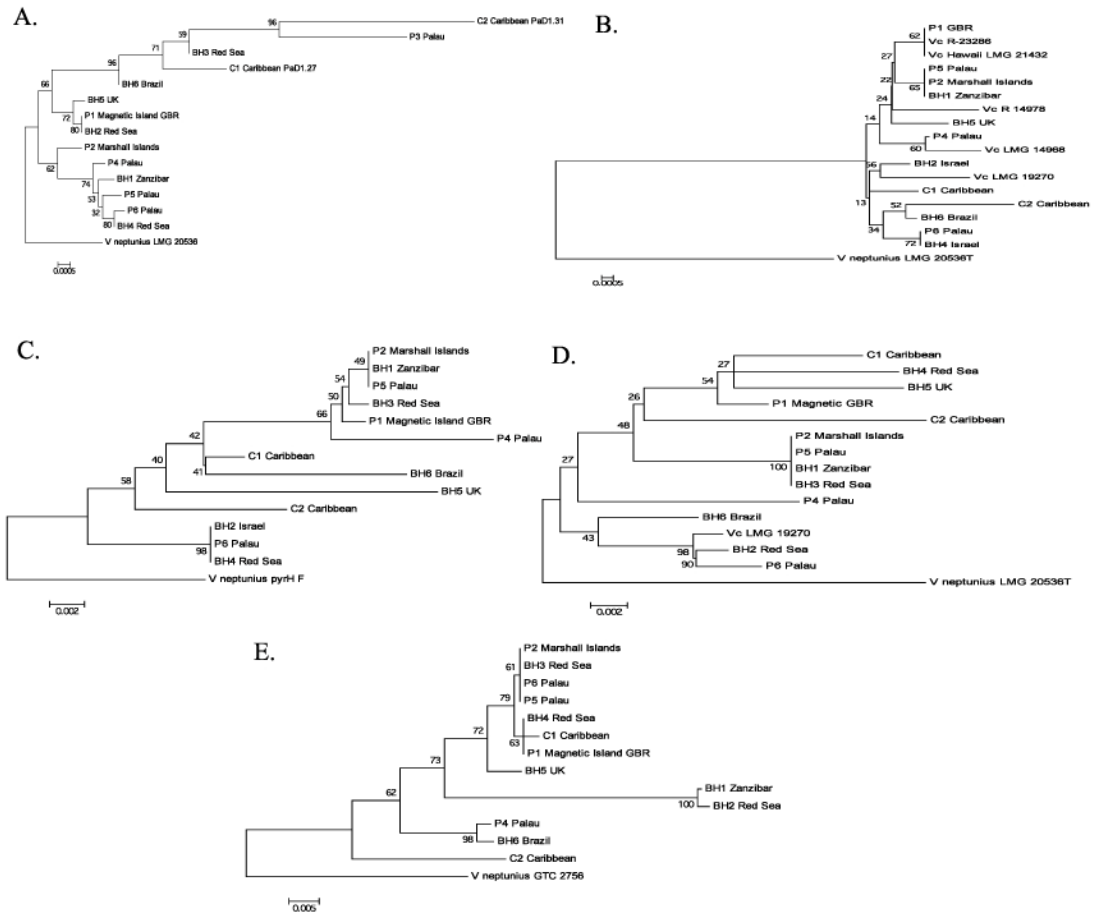 A.
96
C2 Caribbean PaD1.31
P3 Palau
59
BH3 Red Sea
71
C1 Caribbean PaD1.27
96
BH6 Brazil
66
BH5 UK
72
P1 Magnetic Island GBR
80
BH2 Red Sea
P2 Marshall Islands
62
P4 Palau
74
BH1 Zanzibar
53
P5 Palau
32
P6 Palau
80
BH4 Red Sea
V neptunius LMG 20536
0.0005
B.
P1 GBR
62
Vc R-23286
Vc Hawaii LMG 21432
27
P5 Palau
22
P2 Marshall Islands
65
BH1 Zanzibar
24
Vc R 14978
BH5 UK
14
P4 Palau
60
Vc LMG 14968
56
BH2 Israel
Vc LMG 19270
13
C1 Caribbean
52
C2 Caribbean
BH6 Brazil
34
P6 Palau
72
BH4 Israel
V neptunius LMG 20536T
0.0005
C.
P2 Marshall Islands
49
BH1 Zanzibar
54
P5 Palau
50
BH3 Red Sea
66
P1 Magnetic Island GBR
P4 Palau
42
C1 Caribbean
40
41
BH6 Brazil
58
BH5 UK
C2 Caribbean
BH2 Israel
P6 Palau
98
BH4 Red Sea
V neptunius pyrH F
0.002
D.
C1 Caribbean
27
BH4 Red Sea
54
BH5 UK
26
P1 Magnetic GBR
C2 Caribbean
48
P2 Marshall Islands
P5 Palau
100
BH1 Zanzibar
27
BH3 Red Sea
P4 Palau
BH6 Brazil
43
Vc LMG 19270
98
BH2 Red Sea
90
P6 Palau
V neptunius LMG 20536T
0.002
E.
P2 Marshall Islands
61
BH3 Red Sea
P6 Palau
79
P5 Palau
BH4 Red Sea
72
C1 Caribbean
63
P1 Magnetic Island GBR
73
BH5 UK
BH1 Zanzibar
62
100
BH2 Red Sea
P4 Palau
98
BH6 Brazil
C2 Caribbean
V neptunius GTC 2756
0.005